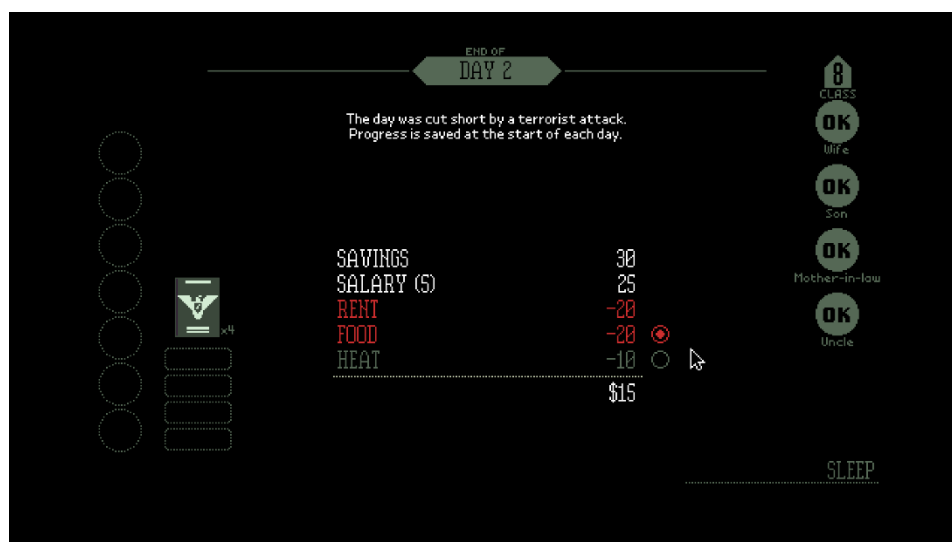 END OF
DAY 2
8
CLASS
The day was cut short by a terrorist attack.
Progress is saved at the start of each day.
OK
Wife
OK
Son
OK
Mother-in-law
OK
Uncle
SAVINGS 30
SALARY (5) 25
RENT -20
FOOD -20
HEAT -10
$15
x4
SLEEP